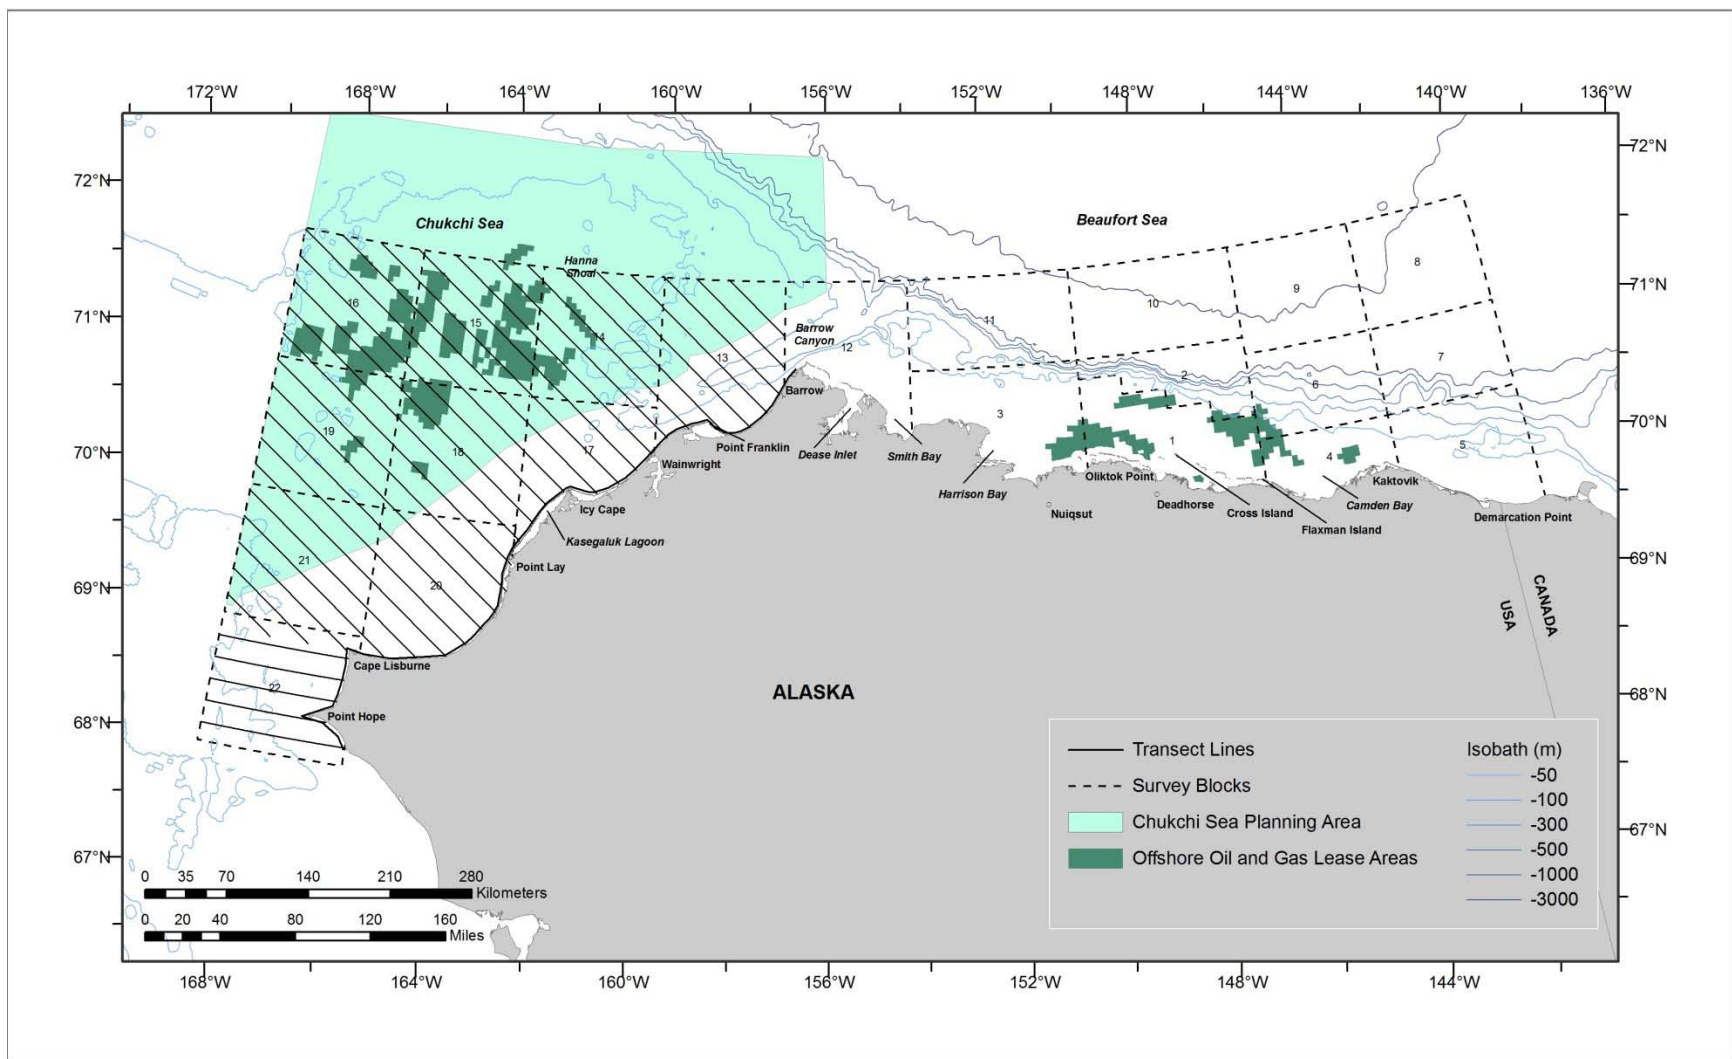 172°W 168°W 164°W 160°W 156°W 152°W 148°W 144°W 140°W 136°W
72°N
72°N
Chukchi Sea
Beaufort Sea
Hanna
Shoal
8
71°N
9
16
10
71°N
15
11
14
Barrow
Canyon
12
13
7
2
6
Barrow
3
70°N
19
18
17
Point Franklin
1
5
70°N
Wainwright
Dease Inlet
Smith Bay
4
Harrison Bay
Oliktok Point
Kaktovik
Icy Cape
Nuiqsut
Deadhorse
Cross Island
Camden Bay
Demarcation Point
Kasegaluk Lagoon
Flaxman Island
21
Point Lay
69°N
69°N
20
USA
CANADA
Cape Lisburne
22
ALASKA
68°N
Point Hope
68°N
Transect Lines
Survey Blocks
Chukchi Sea Planning Area
Offshore Oil and Gas Lease Areas
Isobath (m)
-50
-100
-300
-500
-1000
-3000
67°N
67°N
0 35 70 140 210 280
Kilometers
0 20 40 80 120 160
Miles
168°W 164°W 160°W 156°W 152°W 148°W 144°W